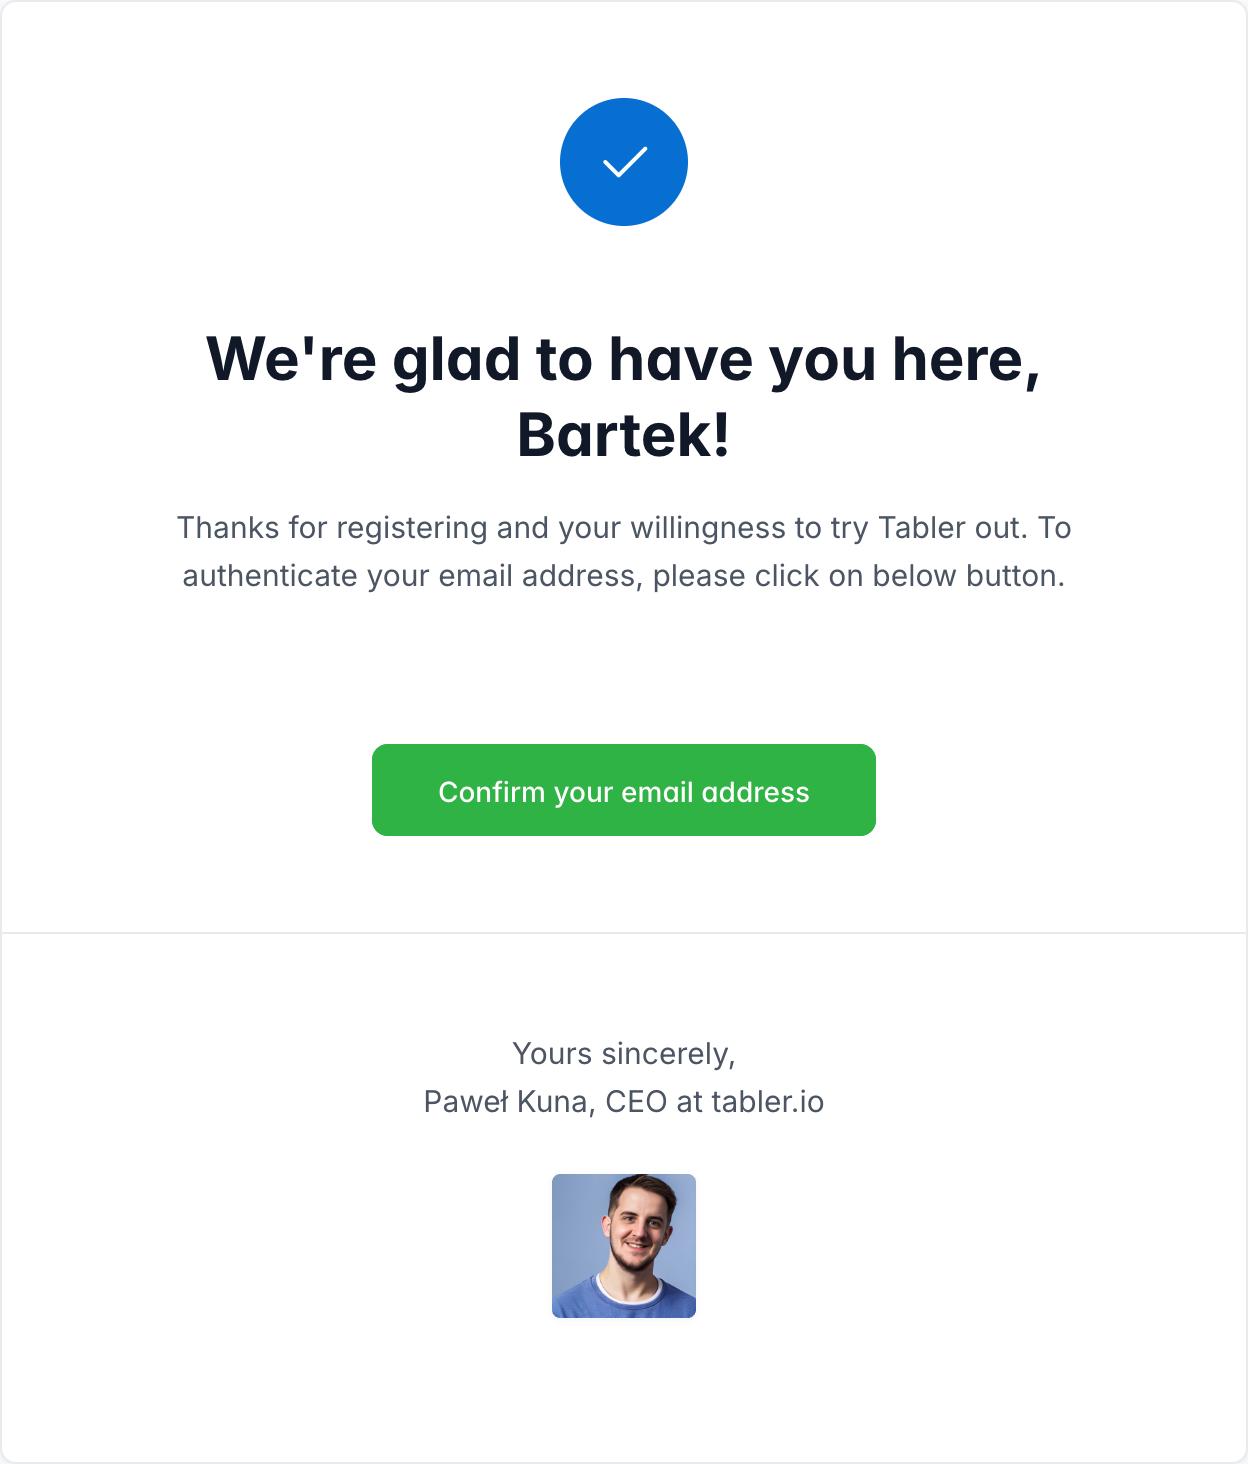 We're glad to have you here,
Bartek!
Thanks for registering and your willingness to try Tabler out. To
authenticate your email address, please click on below button.
Confirm your email address
Yours sincerely,
Paweł Kuna, CEO at tabler.io